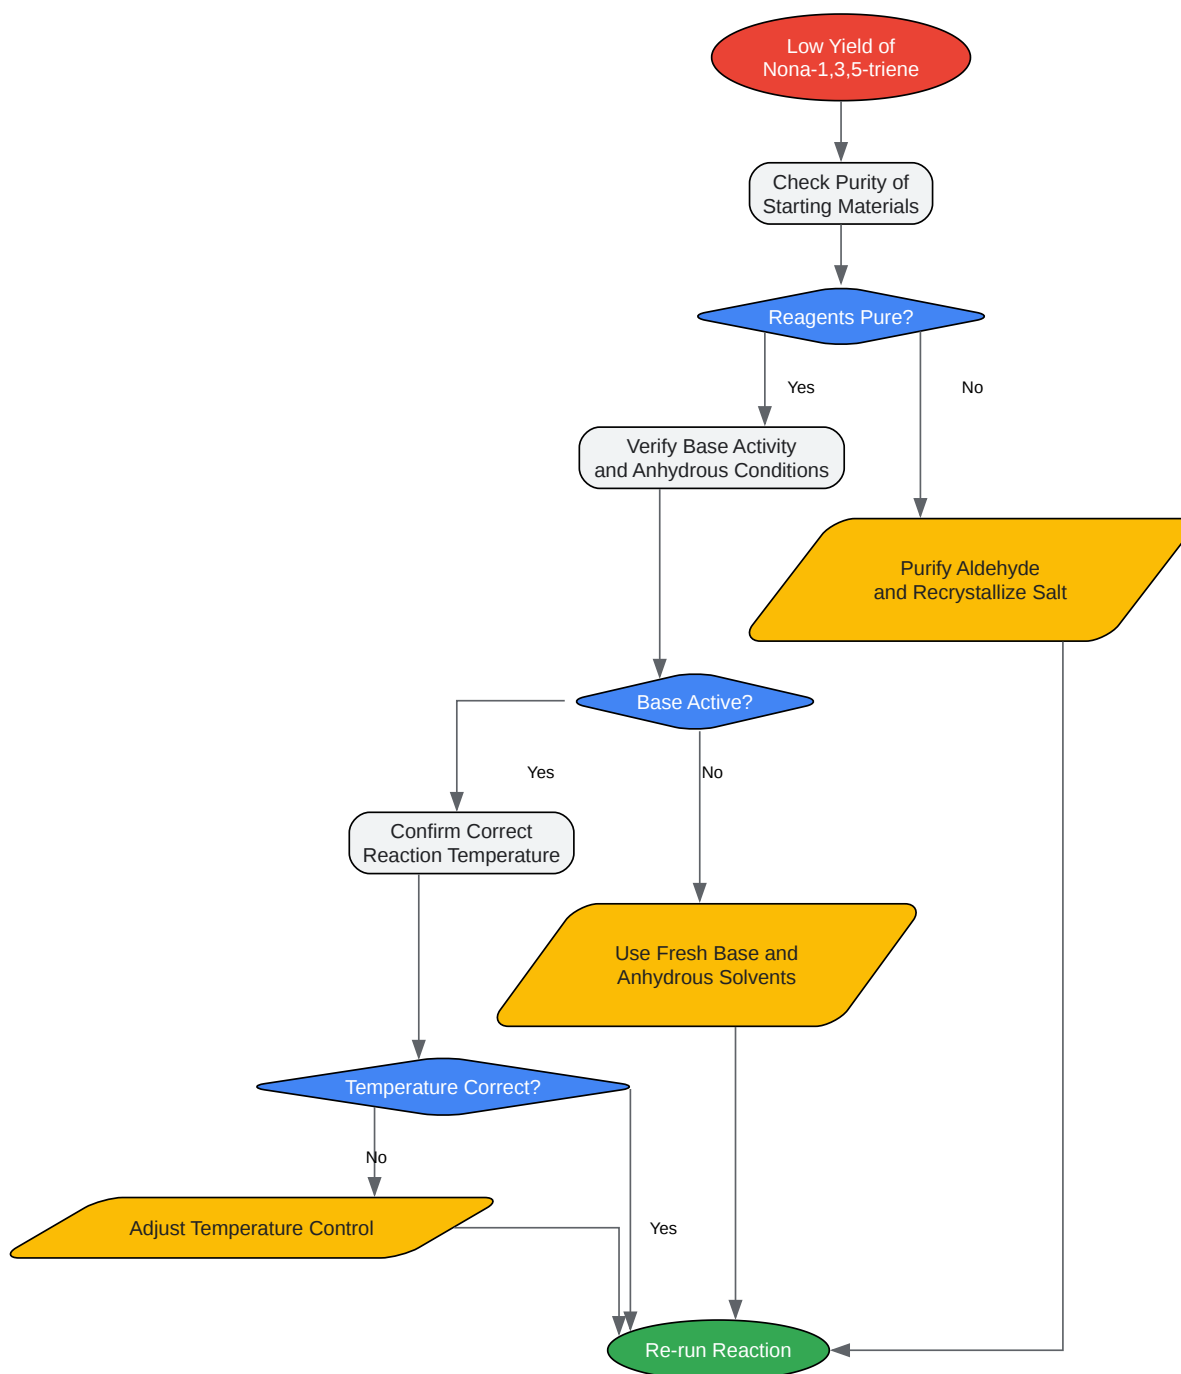 Low Yield of
Nona-1,3,5-triene
Check Purity of
Starting Materials
Reagents Pure?
Yes
No
Verify Base Activity
and Anhydrous Conditions
Purify Aldehyde
and Recrystallize Salt
Base Active?
Yes
No
Confirm Correct
Reaction Temperature
Use Fresh Base and
Anhydrous Solvents
Temperature Correct?
No
Adjust Temperature Control
Yes
Re-run Reaction